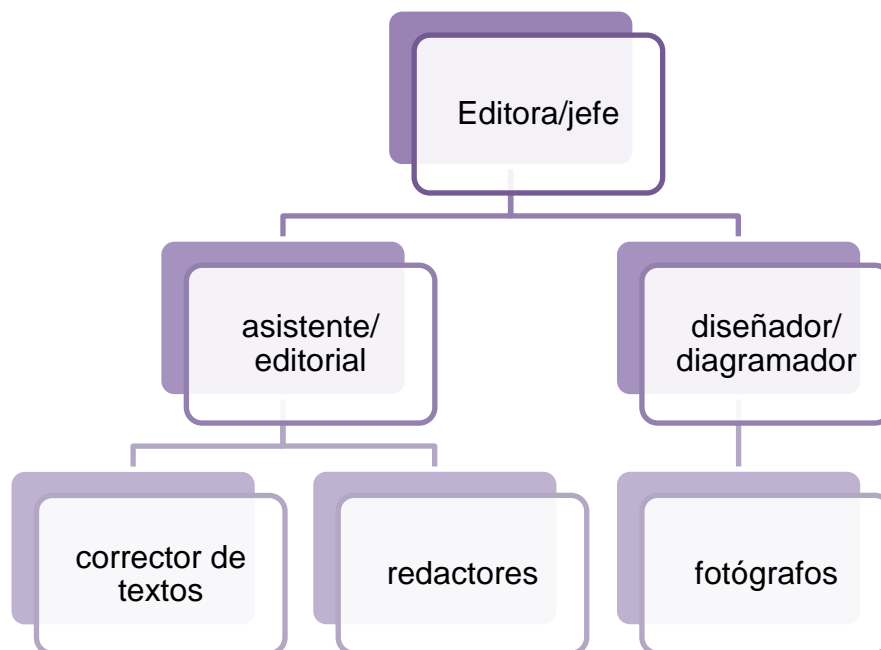 Editora/jefe
asistente/
editorial
diseñador/
diagramador
corrector de
textos
redactores
fotógrafos